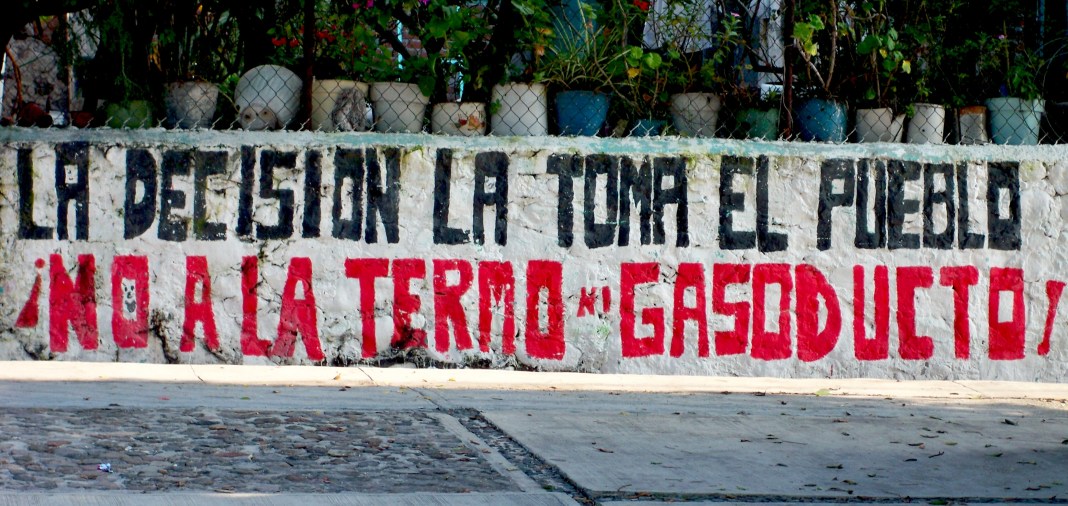 LA DECISION LA TOMA EL PUEBLO
¡NO A LA TERMO NI GASODUCTO!